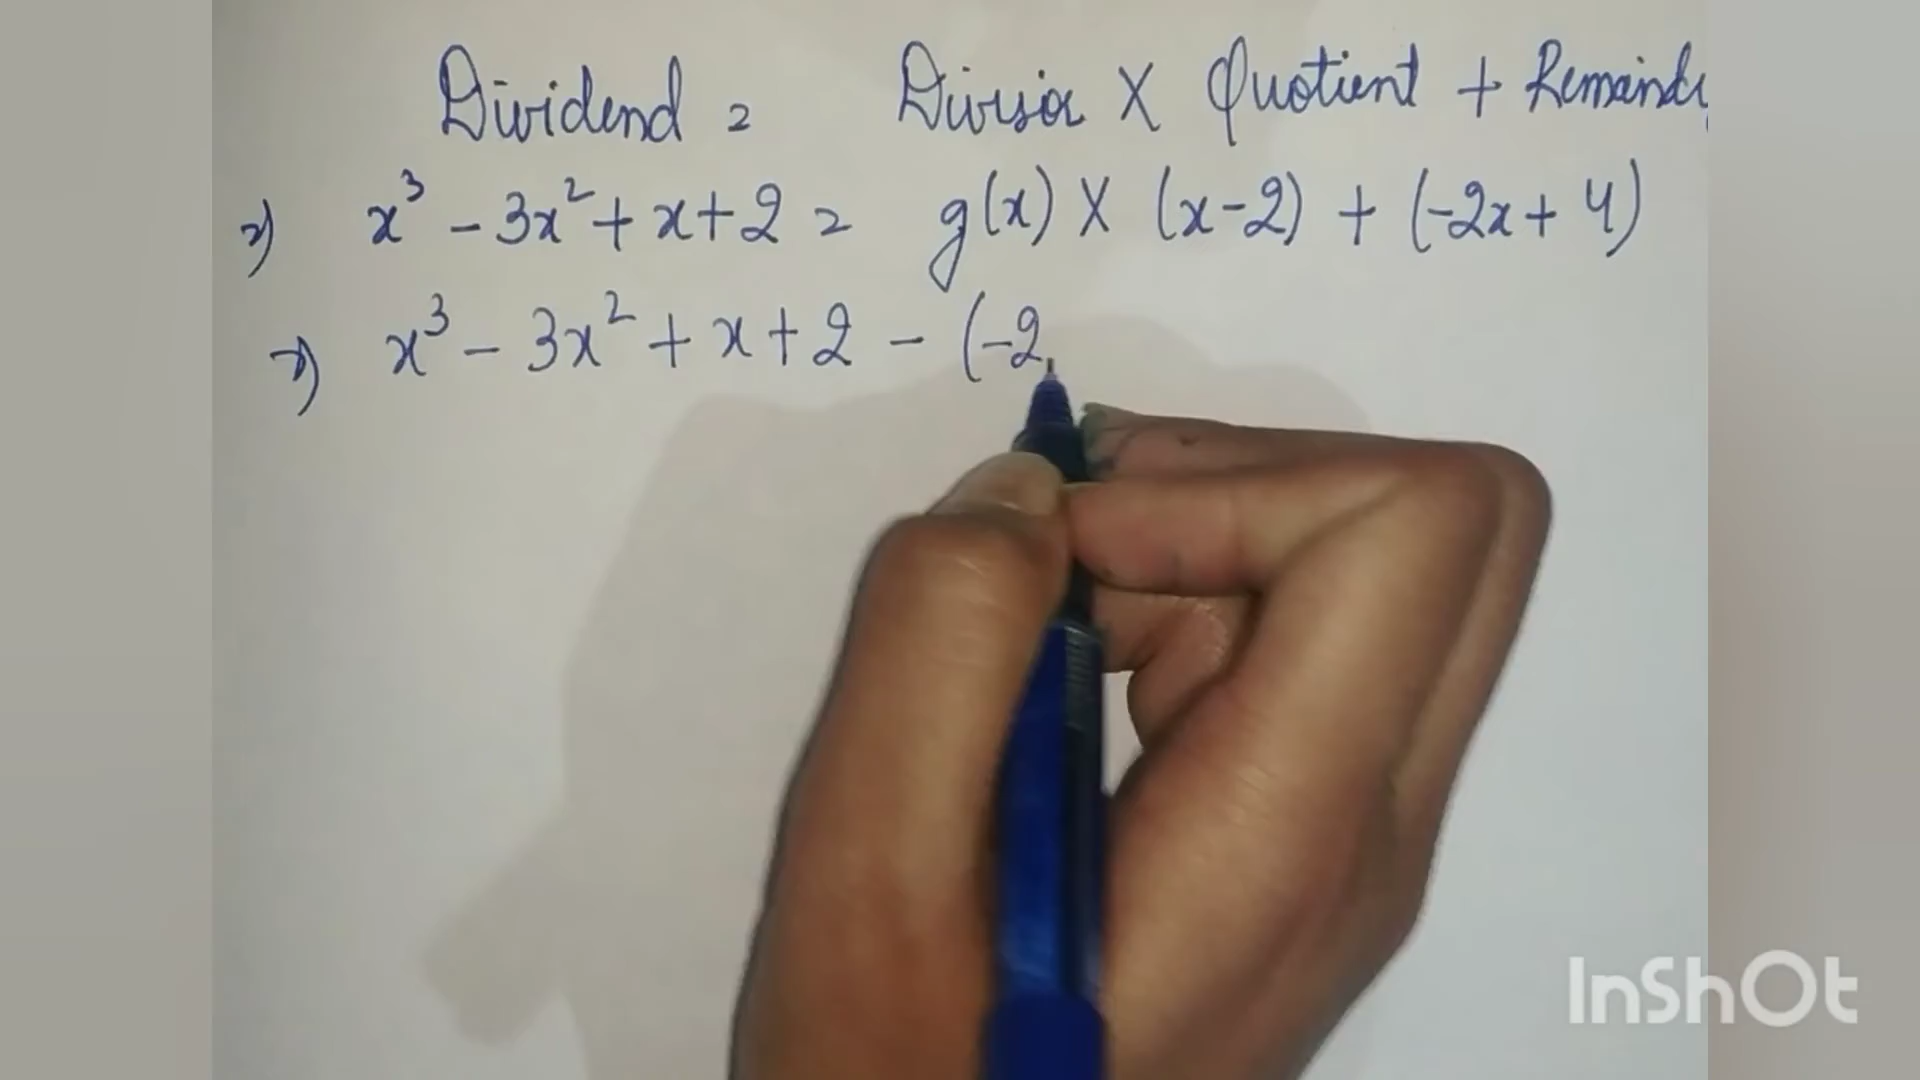 Dividend = Divisor X Quotient + Remainder
⇒) x³ - 3x² + x + 2 = g(x) X (x-2) + (-2x + 4)
⇒) x³ - 3x² + x + 2 - (-2
InShOt